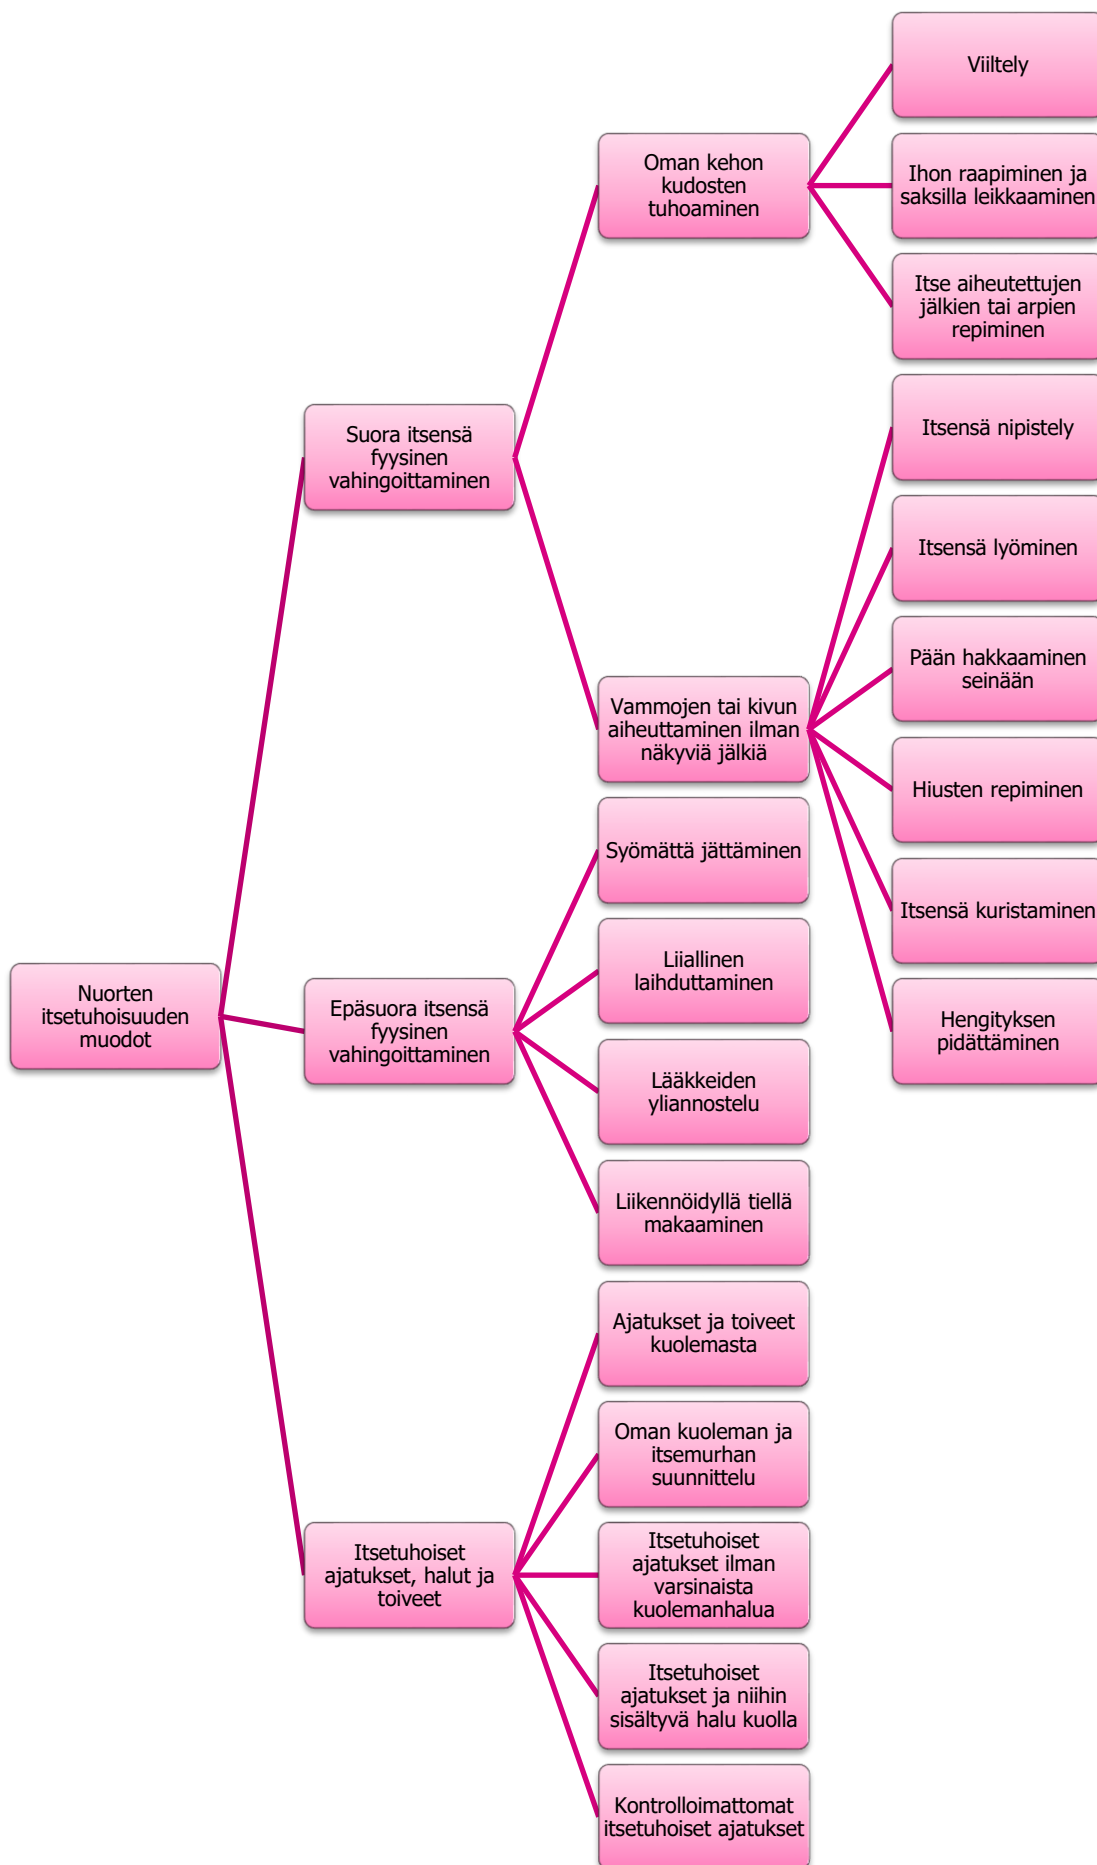 Nuorten
itsetuhoisuuden
muodot
Suora itsensä
fyysinen
vahingoittaminen
Oman kehon
kudosten
tuhoaminen
Viiltely
Ihon raapiminen ja
saksilla leikkaaminen
Itse aiheutettujen
jälkien tai arpien
repiminen
Vammojen tai kivun
aiheuttaminen ilman
näkyviä jälkiä
Itsensä nipistely
Itsensä lyöminen
Pään hakkaaminen
seinään
Hiusten repiminen
Itsensä kuristaminen
Hengityksen
pidättäminen
Epäsuora itsensä
fyysinen
vahingoittaminen
Syömättä jättäminen
Liiallinen
laihduttaminen
Lääkkeiden
yliannostelu
Liikennöidyllä tiellä
makaaminen
Itsetuhoiset
ajatukset, halut ja
toiveet
Ajatukset ja toiveet
kuolemasta
Oman kuoleman ja
itsemurhan
suunnittelu
Itsetuhoiset
ajatukset ilman
varsinaista
kuolemanhalua
Itsetuhoiset
ajatukset ja niihin
sisältyvä halu kuolla
Kontrolloimattomat
itsetuhoiset ajatukset